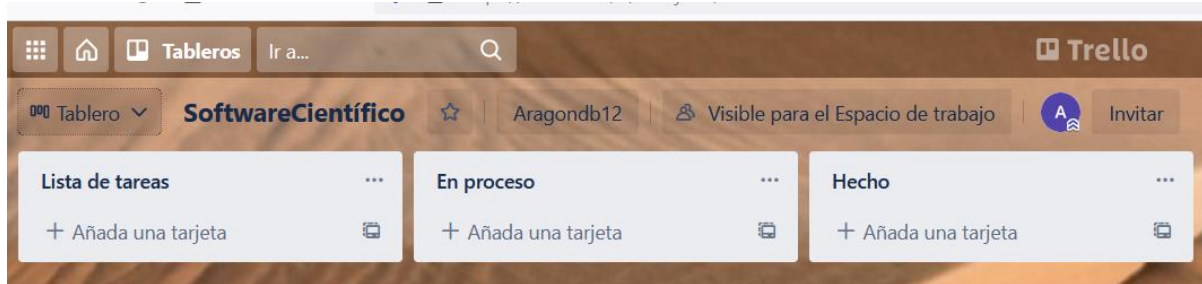 Tableros Ir a... Trello
Tablero SoftwareCientífico Aragondb12 Visible para el Espacio de trabajo A Invitar
Lista de tareas ... En proceso ... Hecho ...
+ Añada una tarjeta + Añada una tarjeta + Añada una tarjeta